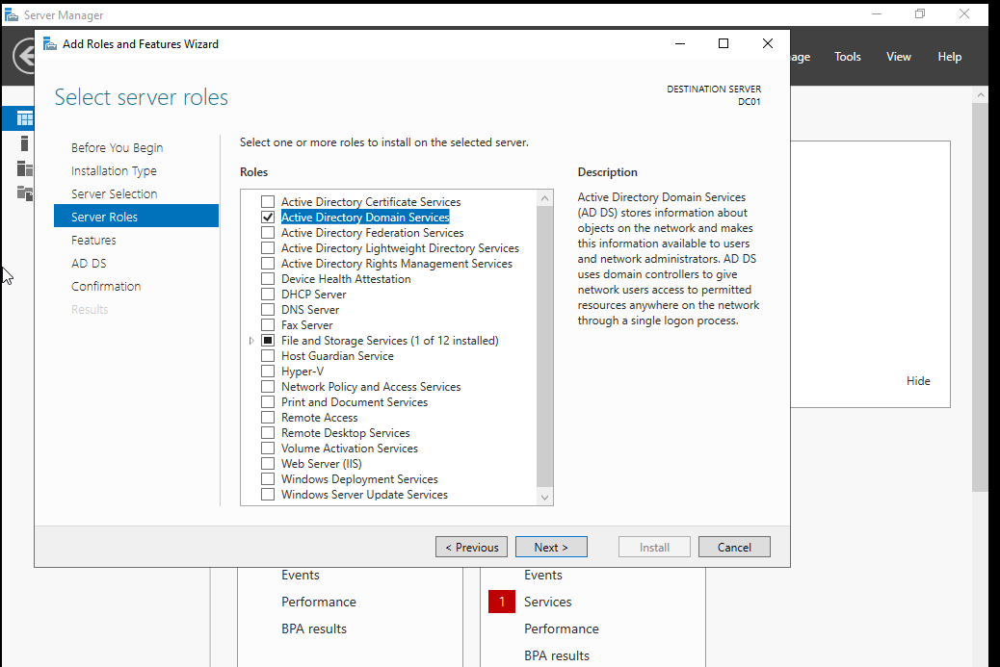 Server Manager
Add Roles and Features Wizard
Tools
View
Help
Select server roles
DESTINATION SERVER
DC01
Before You Begin
Installation Type
Server Selection
Server Roles
Features
AD DS
Confirmation
Results
Select one or more roles to install on the selected server.
Roles
Active Directory Certificate Services
Active Directory Domain Services
Active Directory Federation Services
Active Directory Lightweight Directory Services
Active Directory Rights Management Services
Device Health Attestation
DHCP Server
DNS Server
Fax Server
File and Storage Services (1 of 12 installed)
Host Guardian Service
Hyper-V
Network Policy and Access Services
Print and Document Services
Remote Access
Remote Desktop Services
Volume Activation Services
Web Server (IIS)
Windows Deployment Services
Windows Server Update Services
Description
Active Directory Domain Services
(AD DS) stores information about
objects on the network and makes
this information available to users
and network administrators. AD DS
uses domain controllers to give
network users access to permitted
resources anywhere on the network
through a single logon process.
Hide
< Previous
Next >
Install
Cancel
Events
Performance
BPA results
Events
1 Services
Performance
BPA results